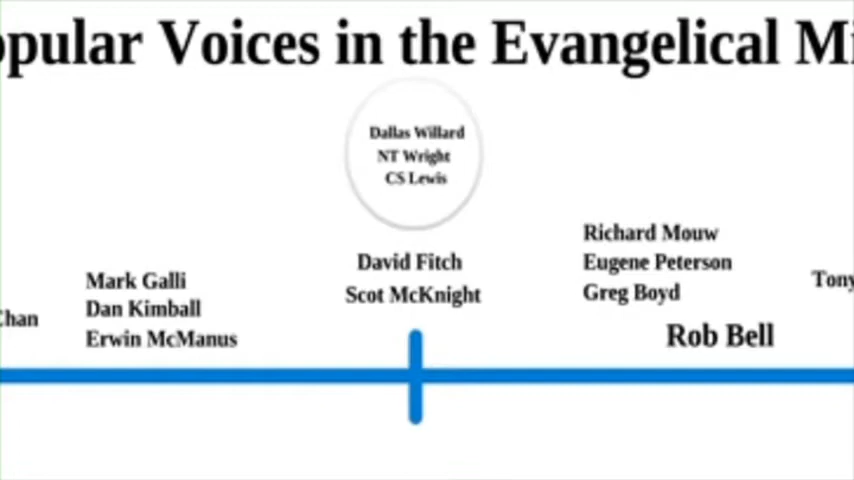 opular Voices in the Evangelical Mi
Dallas Willard
NT Wright
CS Lewis
David Fitch
Scot McKnight
Mark Galli
Dan Kimball
Erwin McManus
Chan
Richard Mouw
Eugene Peterson
Greg Boyd
Rob Bell
Tony